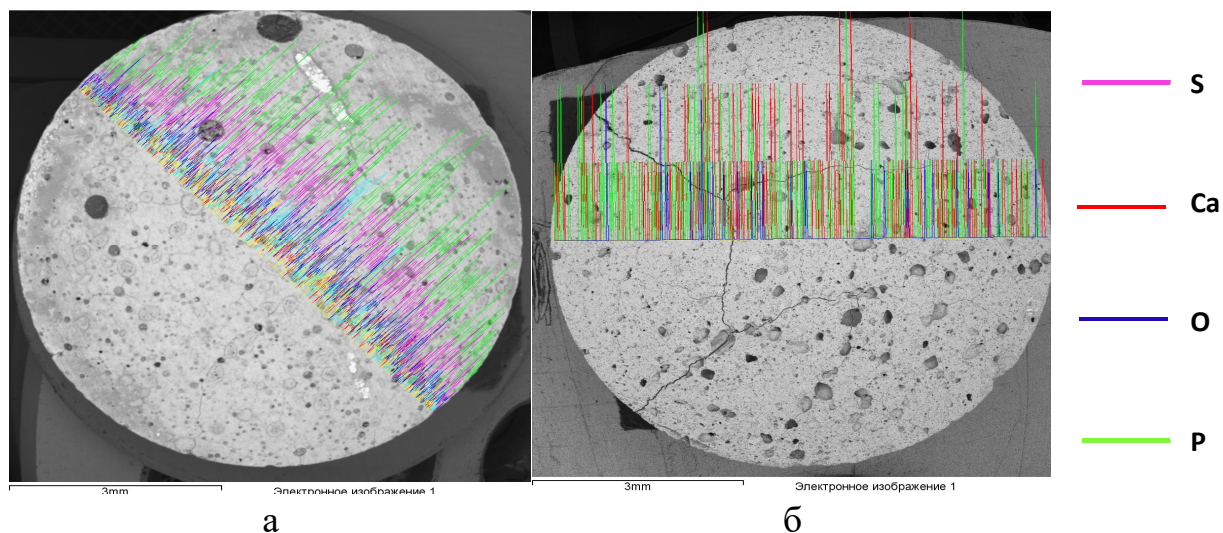 S
Ca
O
P
3mm
Электронное изображение 1
3mm
Электронное изображение 1
а
б